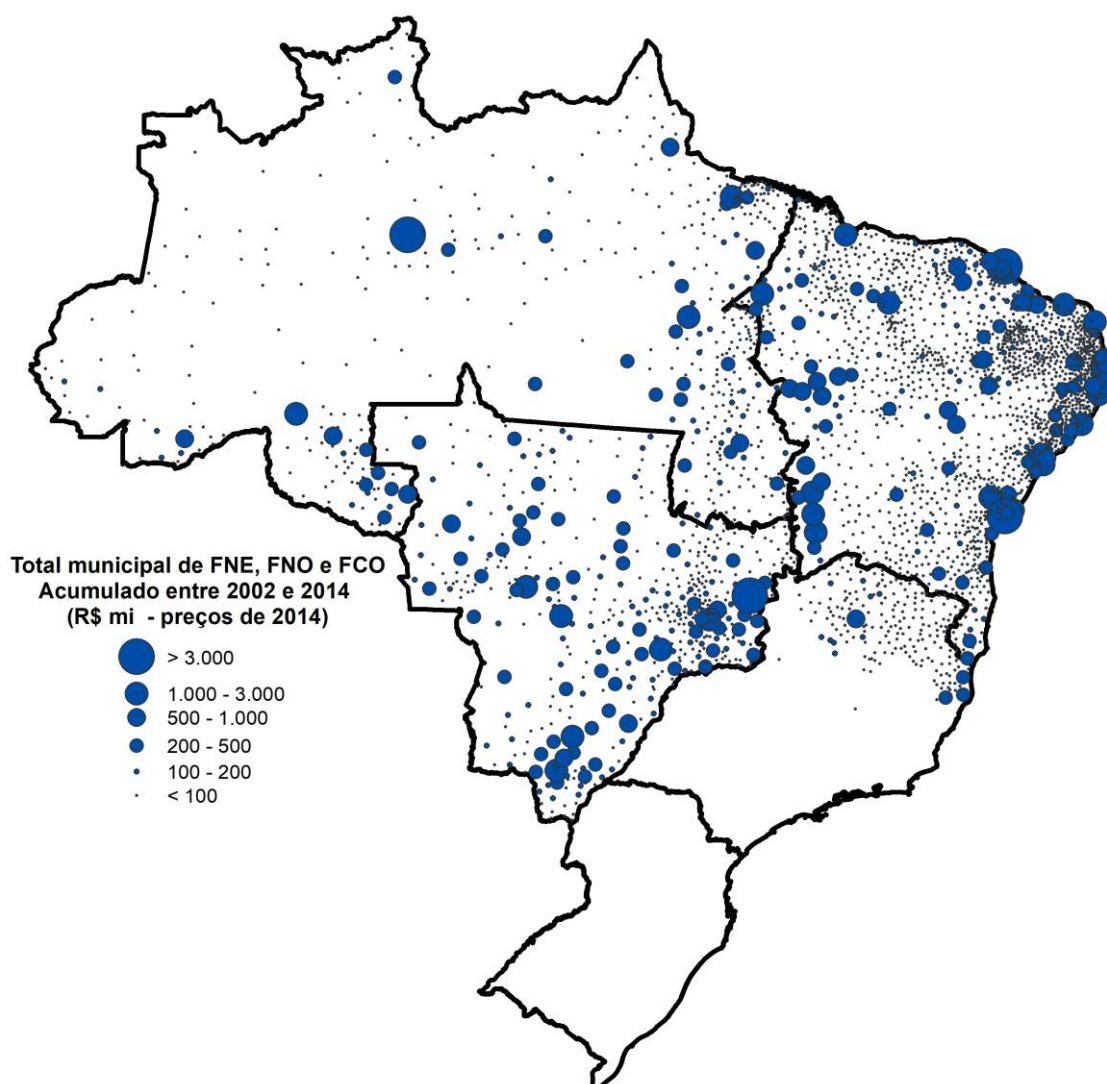 Total municipal de FNE, FNO e FCO
Acumulado entre 2002 e 2014
(R$ mi - preços de 2014)
> 3.000
1.000 - 3.000
500 - 1.000
200 - 500
100 - 200
< 100